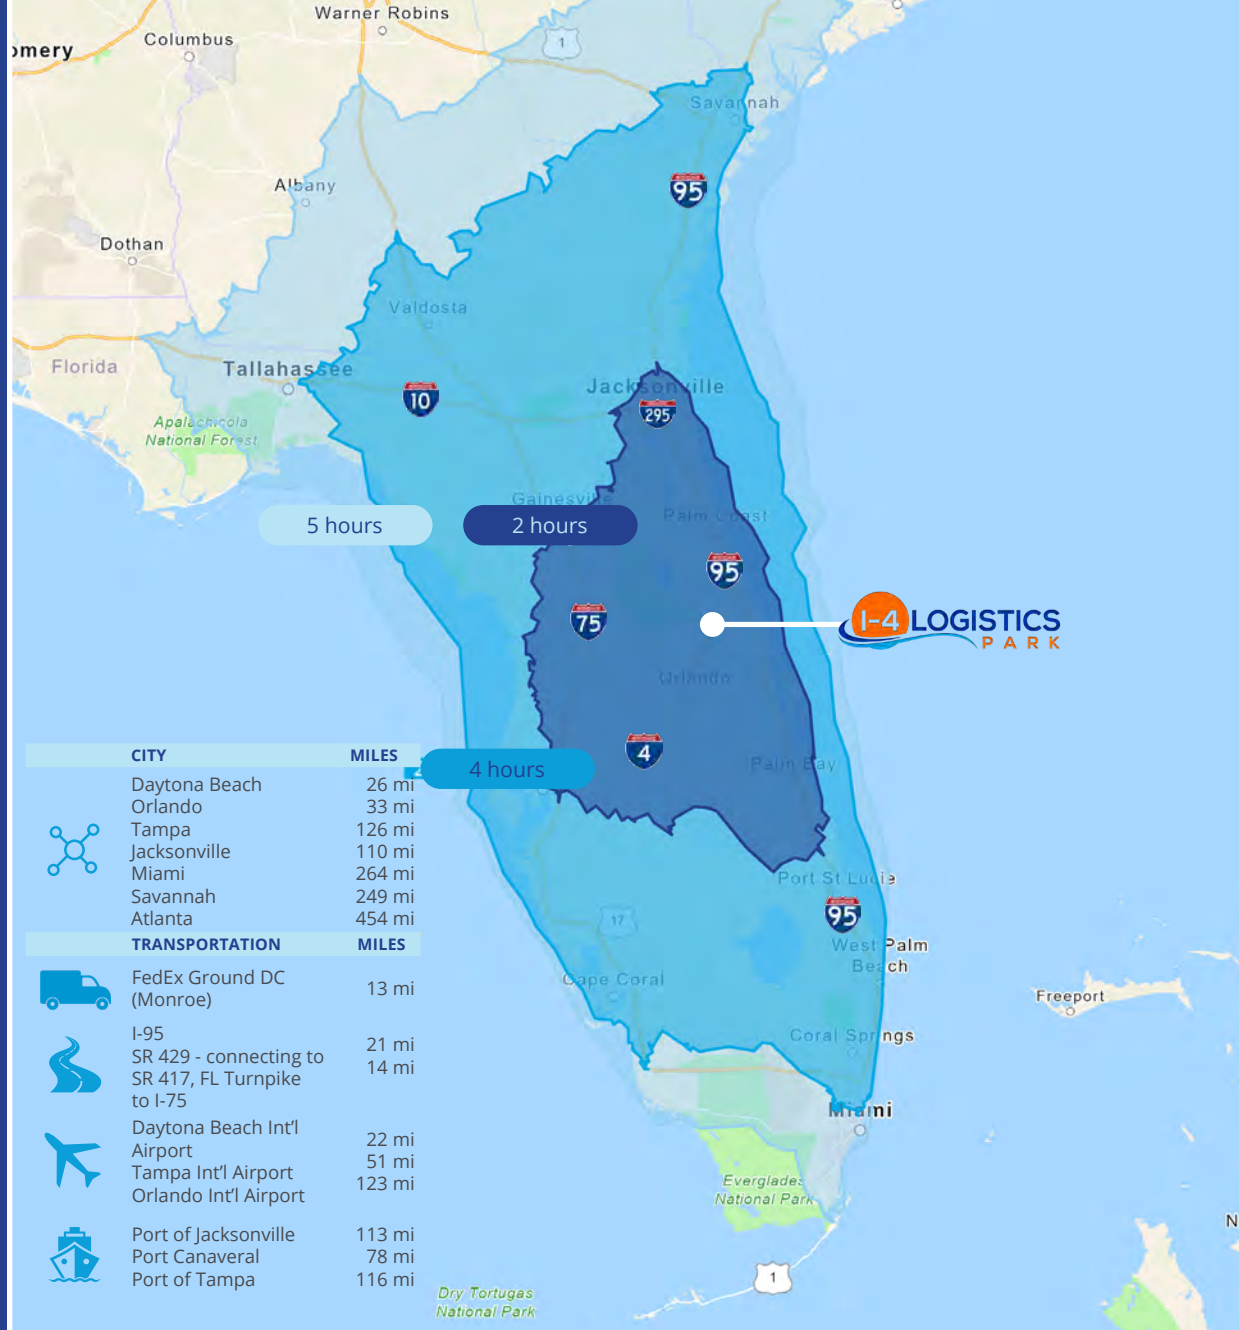 Warner Robins
Columbus
omery
1
Savannah
95
Albany
Dothan
Valdosta
Florida
Tallahassee
10
Jacksonville
295
Apalachicola
National Forest
Gainesville
Palm Coast
5 hours
2 hours
95
75
I-4 LOGISTICS
PARK
Orlando
4
Palm Bay
4 hours
CITY MILES
Daytona Beach 26 mi
Orlando 33 mi
Tampa 126 mi
Jacksonville 110 mi
Miami 264 mi
Savannah 249 mi
Atlanta 454 mi
TRANSPORTATION MILES
FedEx Ground DC
(Monroe) 13 mi
I-95 21 mi
SR 429 - connecting to 14 mi
SR 417, FL Turnpike
to I-75
Daytona Beach Int'l
Airport 22 mi
Tampa Int'l Airport 51 mi
Orlando Int'l Airport 123 mi
Port of Jacksonville 113 mi
Port Canaveral 78 mi
Port of Tampa 116 mi
Port St Lucie
95
17
West Palm
Beach
Cape Coral
Freeport
Coral Springs
Miami
Everglades
National Park
N
1
Dry Tortugas
National Park